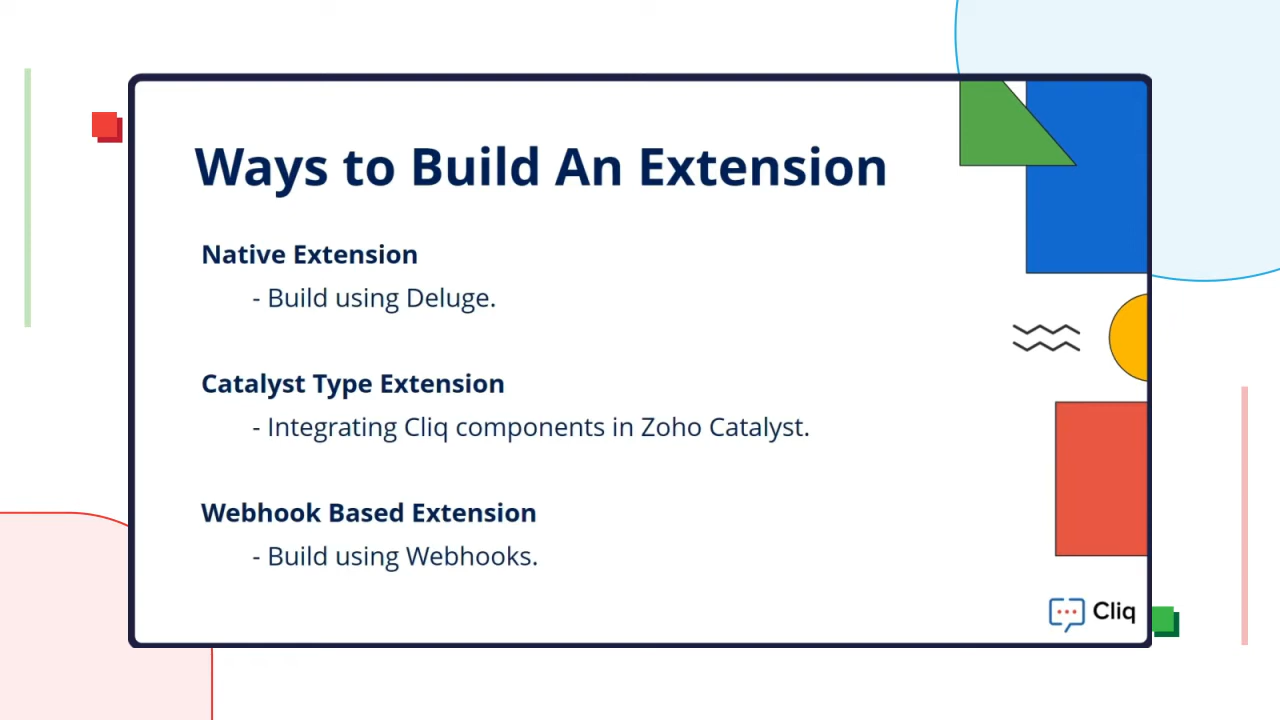 Ways to Build An Extension
Native Extension
- Build using Deluge.
Catalyst Type Extension
- Integrating Cliq components in Zoho Catalyst.
Webhook Based Extension
- Build using Webhooks.
Cliq